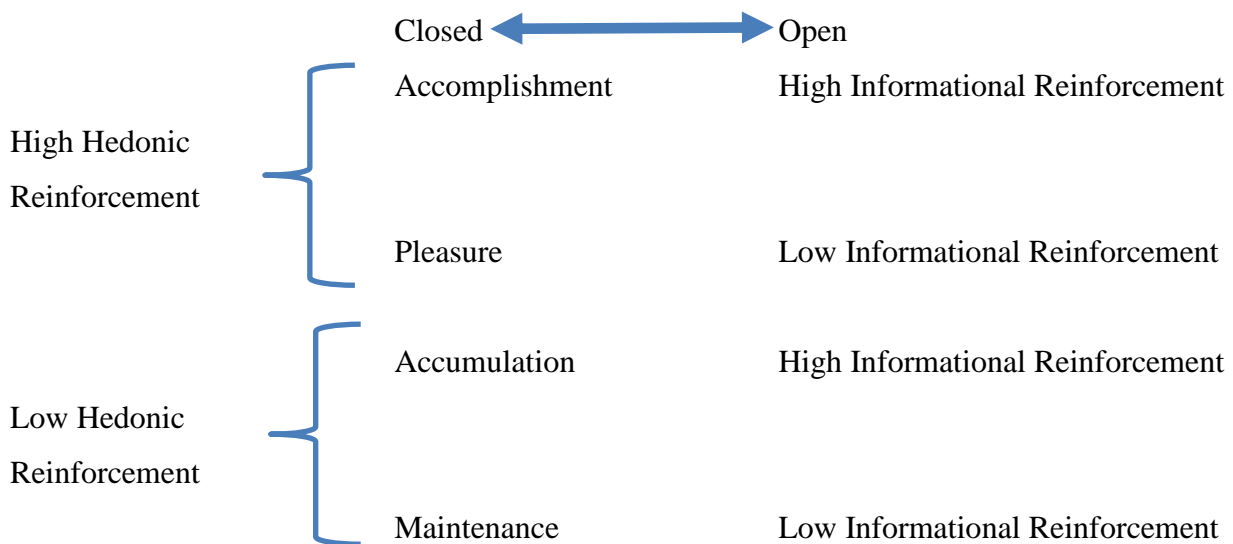 Closed Open
Accomplishment High Informational Reinforcement
High Hedonic
Reinforcement
Pleasure Low Informational Reinforcement
Accumulation High Informational Reinforcement
Low Hedonic
Reinforcement
Maintenance Low Informational Reinforcement